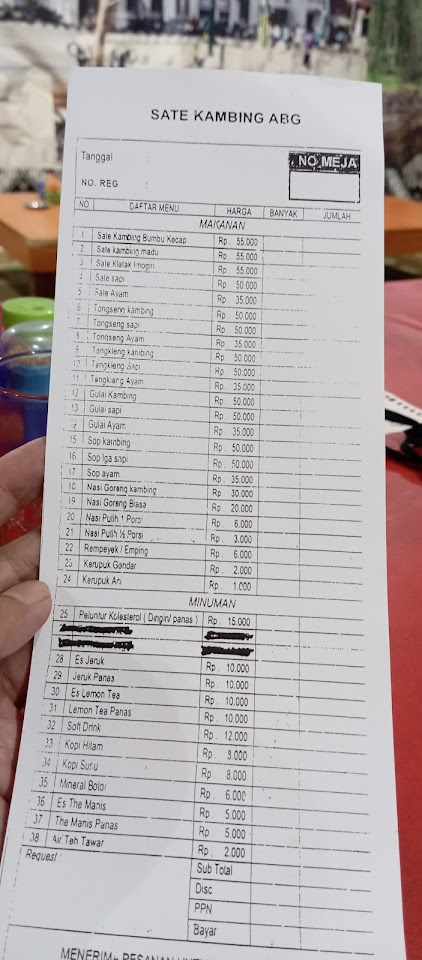 SATE KAMBING ABG
Tanggal :
NO MEJA
NO. REG :
NO DAFTAR MENU HARGA BANYAK JUMLAH
MAKANAN
1 Sate Kambing Bumbu Kecap Rp. 55.000
2 Sate kambing madu Rp. 55.000
3 Sate Klatak Imogiri Rp. 55.000
4 Sate sapi Rp. 50.000
5 Sate Ayam Rp. 35.000
6 Tongseng kambing Rp. 50.000
7 Tongseng sapi Rp. 50.000
8 Tongseng Ayam Rp. 35.000
9 Tengkleng kambing Rp. 50.000
10 Tengkleng Sapi Rp. 50.000
11 Tengkleng Ayam Rp. 35.000
12 Gulai Kambing Rp. 50.000
13 Gulai sapi Rp. 50.000
14 Gulai Ayam Rp. 35.000
15 Sop kambing Rp. 50.000
16 Sop Iga sapi Rp. 50.000
17 Sop ayam Rp. 35.000
18 Nasi Goreng kambing Rp. 30.000
19 Nasi Goreng Biasa Rp. 20.000
20 Nasi Putih 1 Porsi Rp. 6.000
21 Nasi Putih ½ Porsi Rp. 3.000
22 Rempeyek / Emping Rp. 6.000
23 Kerupuk Gendar Rp. 2.000
24 Kerupuk Aci Rp. 1.000
MINUMAN
25 Peluntur Kolesterol ( Dingin/ panas ) Rp. 15.000
28 Es Jeruk Rp. 10.000
29 Jeruk Panas Rp. 10.000
30 Es Lemon Tea Rp. 10.000
31 Lemon Tea Panas Rp. 10.000
32 Soft Drink Rp. 12.000
33 Kopi Hitam Rp. 8.000
34 Kopi Susu Rp. 8.000
35 Mineral Botol Rp. 6.000
36 Es The Manis Rp. 5.000
37 The Manis Panas Rp. 5.000
38 Air Teh Tawar Rp. 2.000
Request : Sub Total
Disc
PPN
Bayar
MENERIMA PESANAN